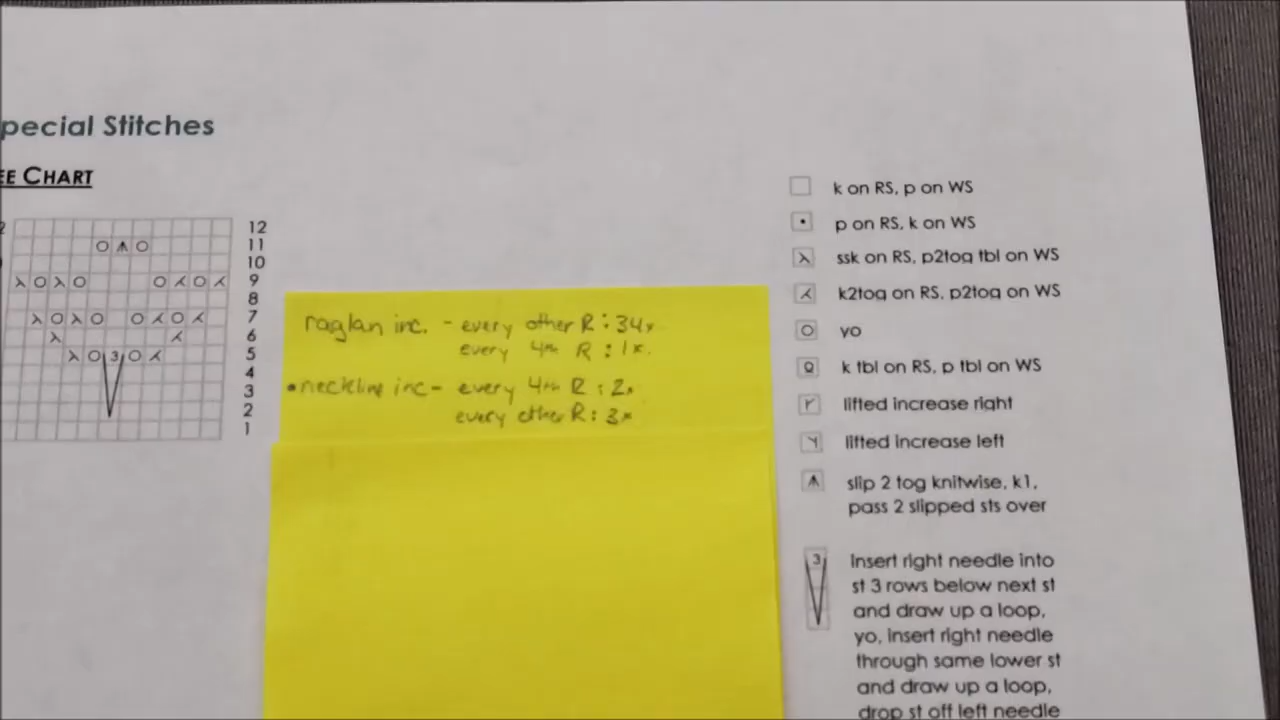 pecial Stitches
EE CHART
2
12
11
10
9
8
7
6
5
4
3
2
1
3
raglan inc. - every other R : 34x
every 4th R : 1x.
•neckline inc- every 4th R : 2x
every other R : 3x
k on RS, p on WS
p on RS, k on WS
ssk on RS, p2tog tbl on WS
k2tog on RS, p2tog on WS
yo
k tbl on RS, p tbl on WS
lifted increase right
lifted increase left
slip 2 tog knitwise, k1,
pass 2 slipped sts over
3
Insert right needle into
st 3 rows below next st
and draw up a loop,
yo, insert right needle
through same lower st
and draw up a loop,
drop st off left needle